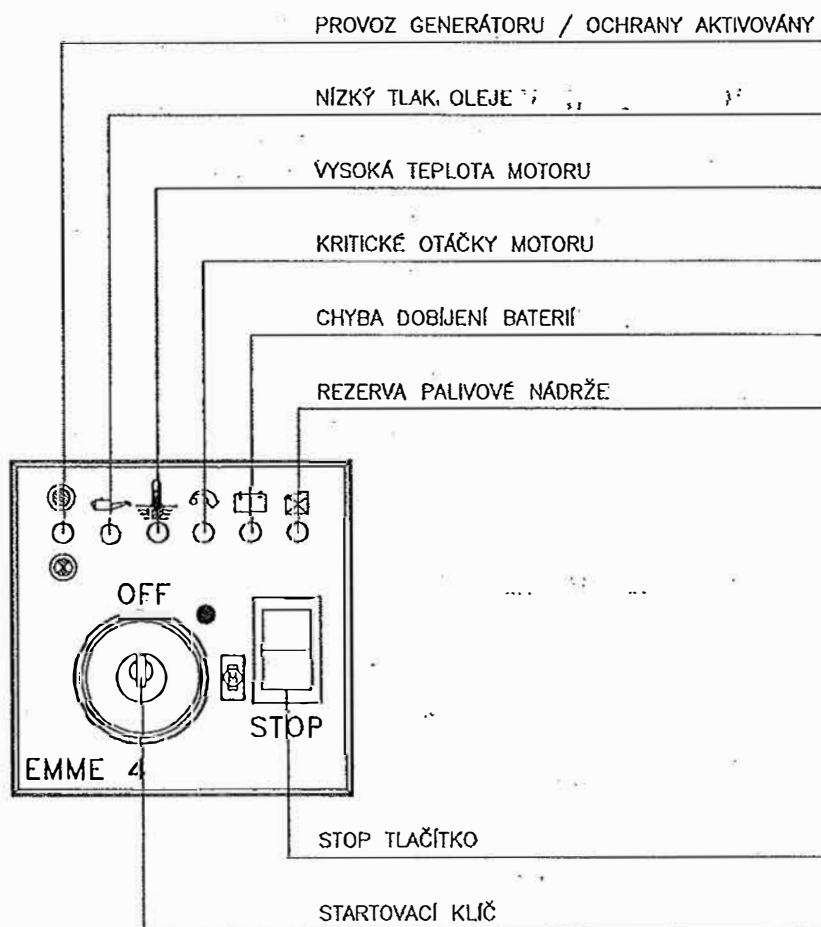 PROVOZ GENERÁTORU / OCHRANY AKTIVOVÁNY
NÍZKÝ TLAK OLEJE
VYSOKÁ TEPLOTA MOTORU
KRITICKÉ OTÁČKY MOTORU
CHYBA DOBÍJENÍ BATERIÍ
REZERVA PALIVOVÉ NÁDRŽE
OFF
M
STOP
EMME 4
STOP TLAČÍTKO
STARTOVACÍ KLÍČ